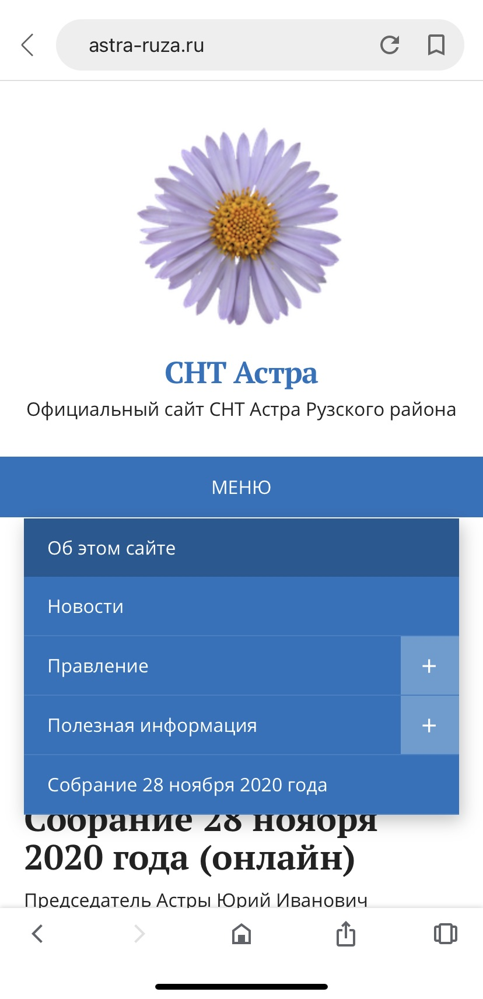 astra-ruza.ru
СНТ Астра
Официальный сайт СНТ Астра Рузского района
МЕНЮ
Об этом сайте
Новости
Правление
+
Полезная информация
+
Собрание 28 ноября 2020 года
Собрание 28 ноября
2020 года (онлайн)
Председатель Астры Юрий Иванович